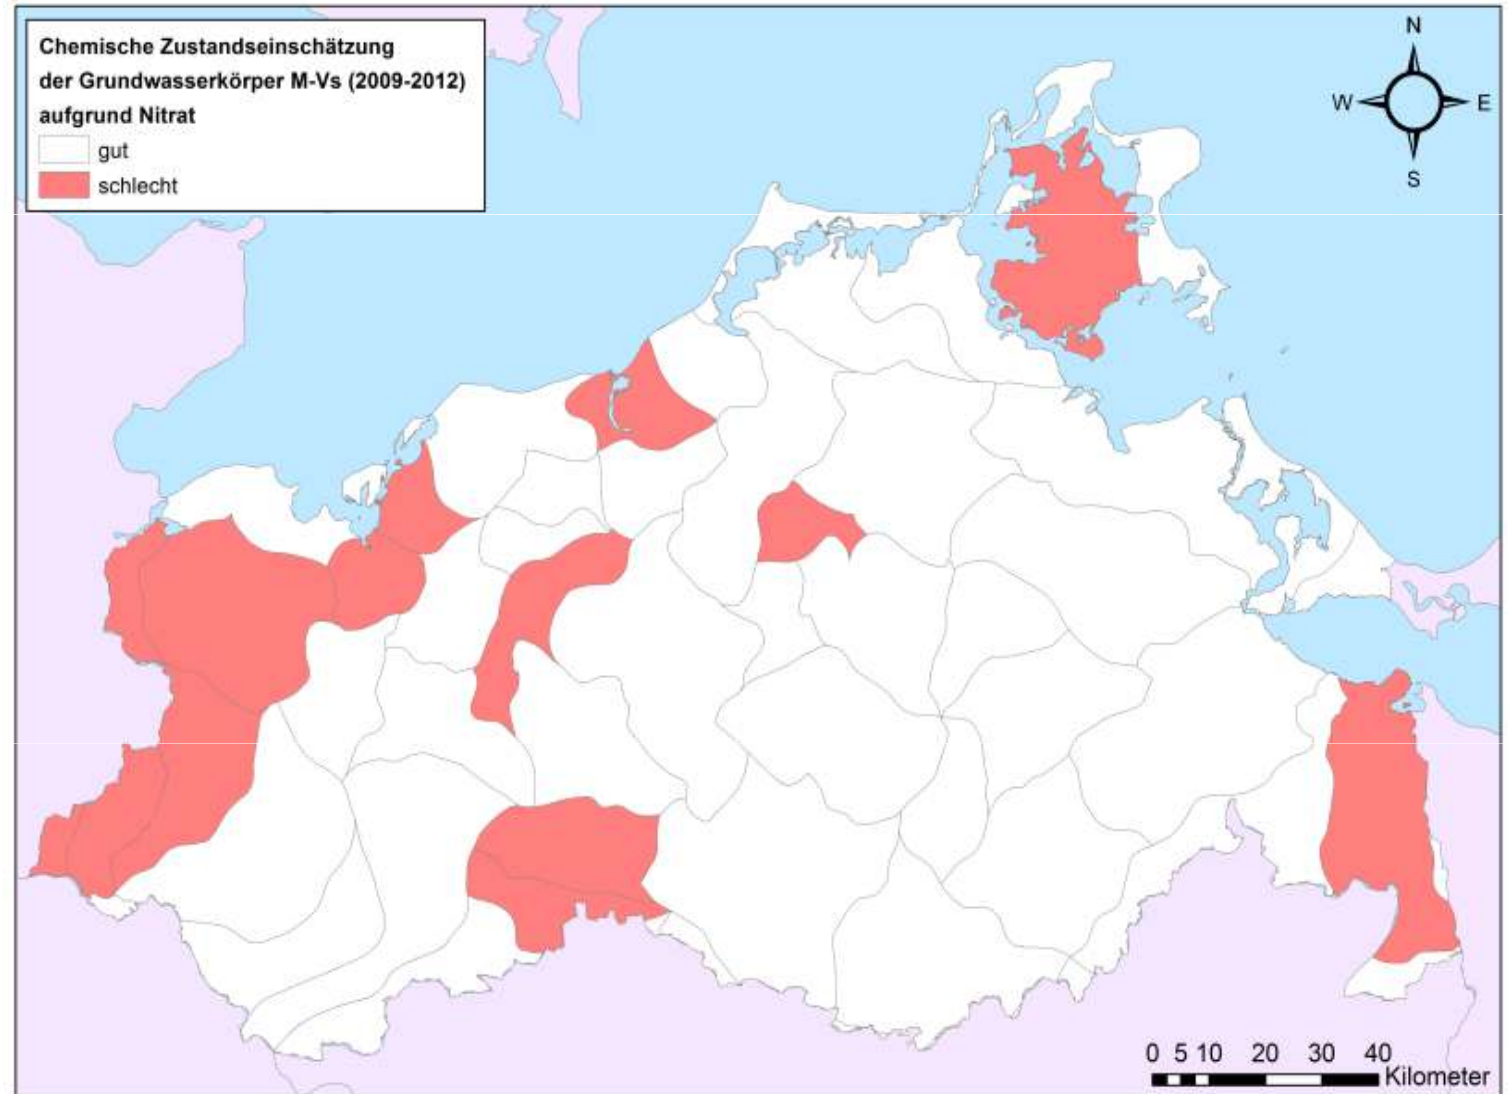 Chemische Zustandseinschätzung
der Grundwasserkörper M-Vs (2009-2012)
aufgrund Nitrat
gut
schlecht
N
W E
S
0 5 10 20 30 40
Kilometer